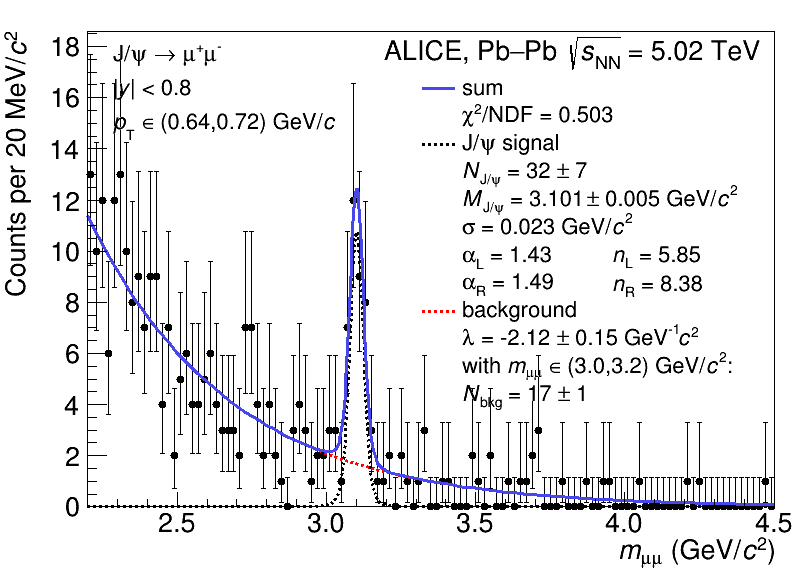 J/ψ → μ⁺μ⁻
|y| < 0.8
p_T ∈ (0.64,0.72) GeV/c
ALICE, Pb–Pb √s_NN = 5.02 TeV
sum
χ²/NDF = 0.503
J/ψ signal
N_J/ψ = 32 ± 7
M_J/ψ = 3.101 ± 0.005 GeV/c²
σ = 0.023 GeV/c²
α_L = 1.43 n_L = 5.85
α_R = 1.49 n_R = 8.38
background
λ = -2.12 ± 0.15 GeV⁻¹c²
with m_μμ ∈ (3.0,3.2) GeV/c²:
N_bkg = 17 ± 1
Counts per 20 MeV/c²
18
16
14
12
10
8
6
4
2
0
2.5 3.0 3.5 4.0 4.5
m_μμ (GeV/c²)